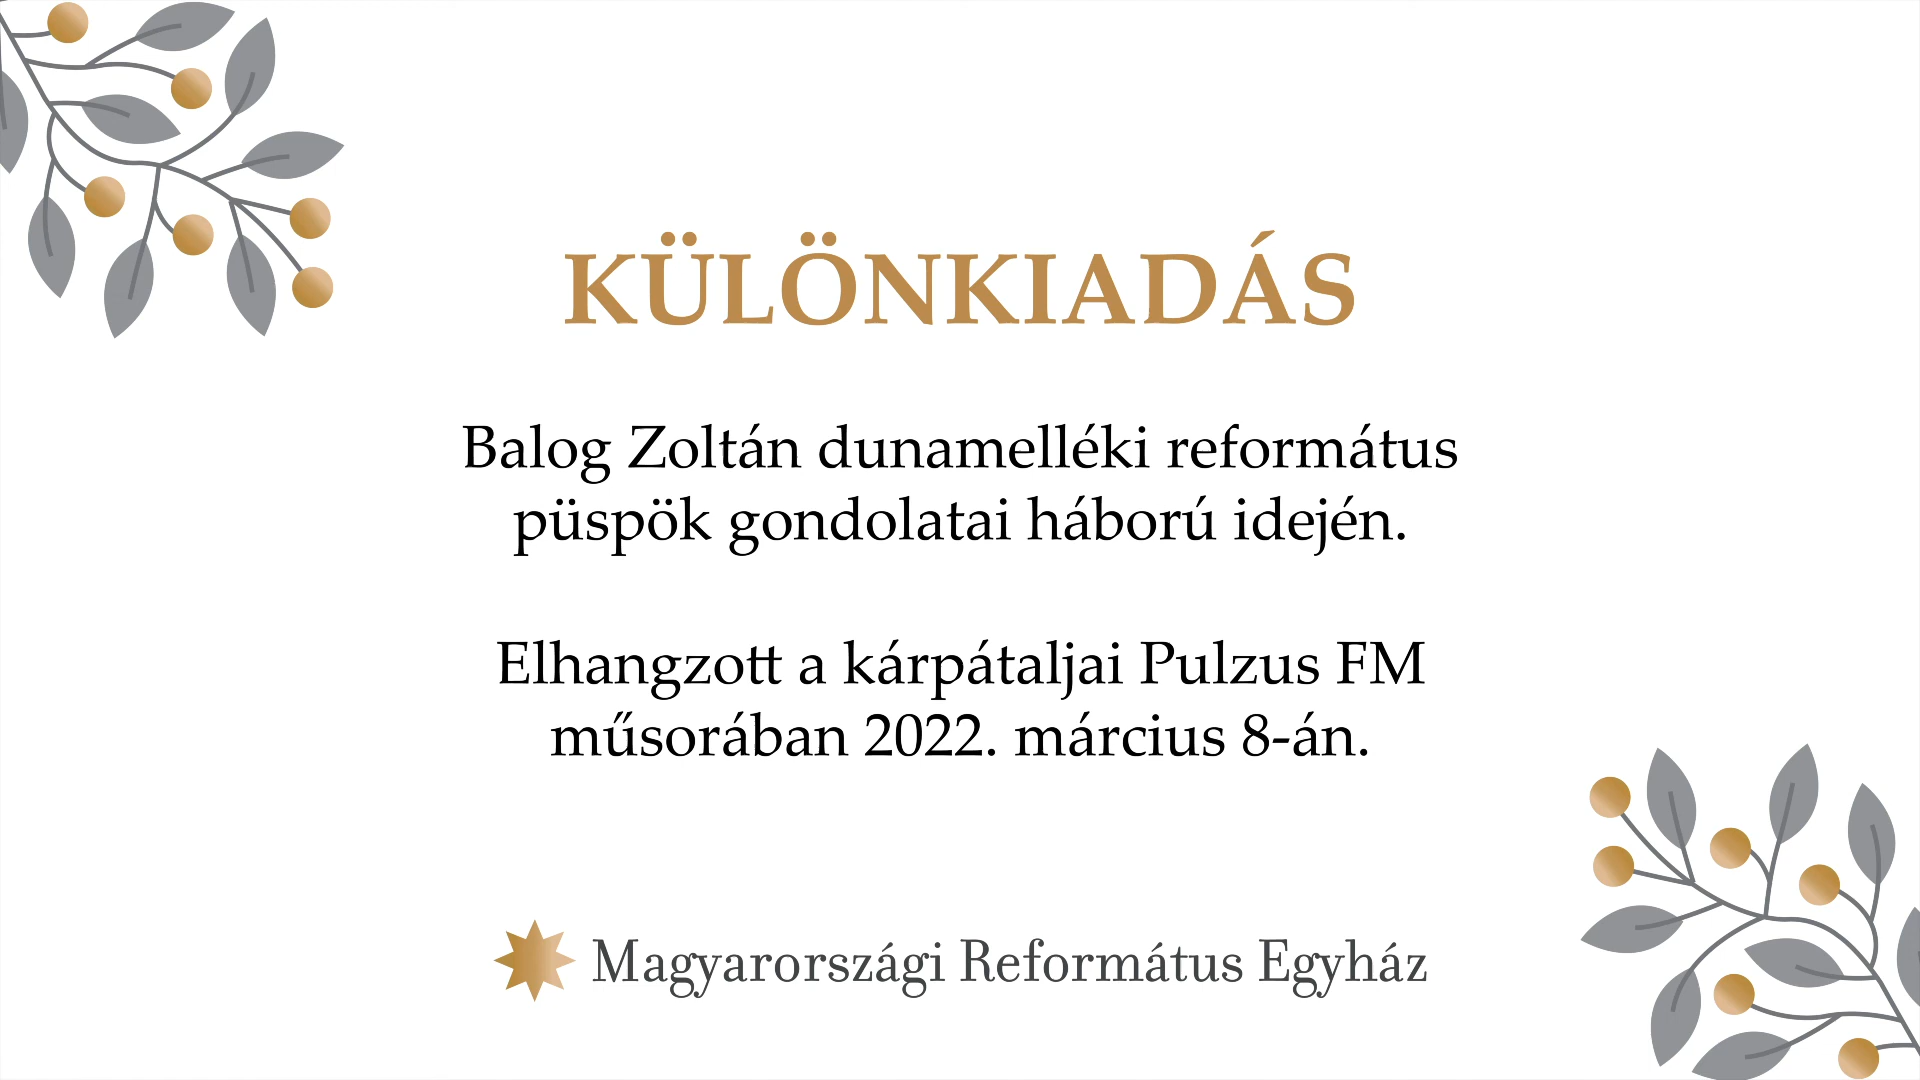 KÜLÖNKIADÁS
Balog Zoltán dunamelléki református
püspök gondolatai háború idején.
Elhangzott a kárpátaljai Pulzus FM
műsorában 2022. március 8-án.
Magyarországi Református Egyház